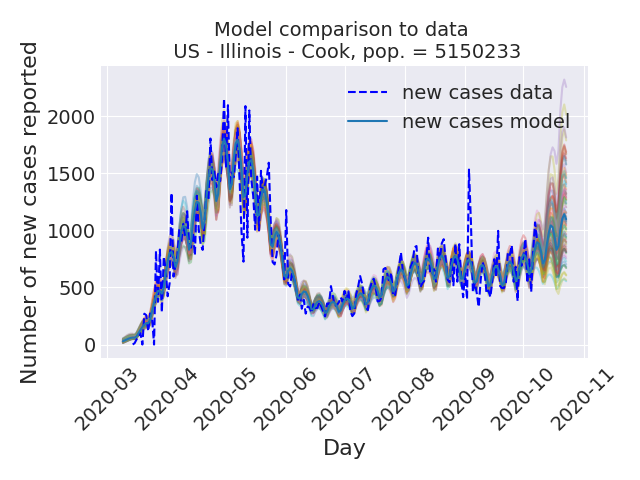 Model comparison to data
US - Illinois - Cook, pop. = 5150233
new cases data
new cases model
Number of new cases reported
2000
1500
1000
500
0
2020-03
2020-04
2020-05
2020-06
2020-07
2020-08
2020-09
2020-10
2020-11
Day